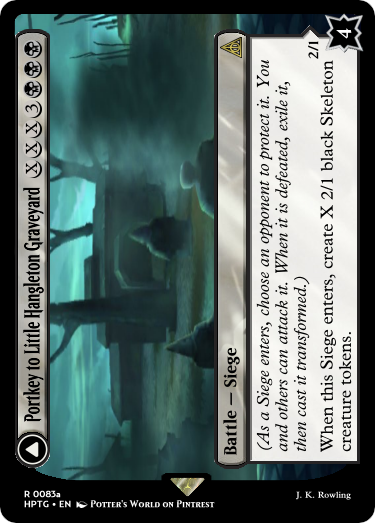 Portkey to Little Hangleton Graveyard XXX3
Battle — Siege
(As a Siege enters, choose an opponent to protect it. You
and others can attack it. When it is defeated, exile it,
then cast it transformed.)
When this Siege enters, create X 2/1 black Skeleton
creature tokens.
2/1
4
R 0083a
HPTG • EN Potter's World on Pintrest
J. K. Rowling